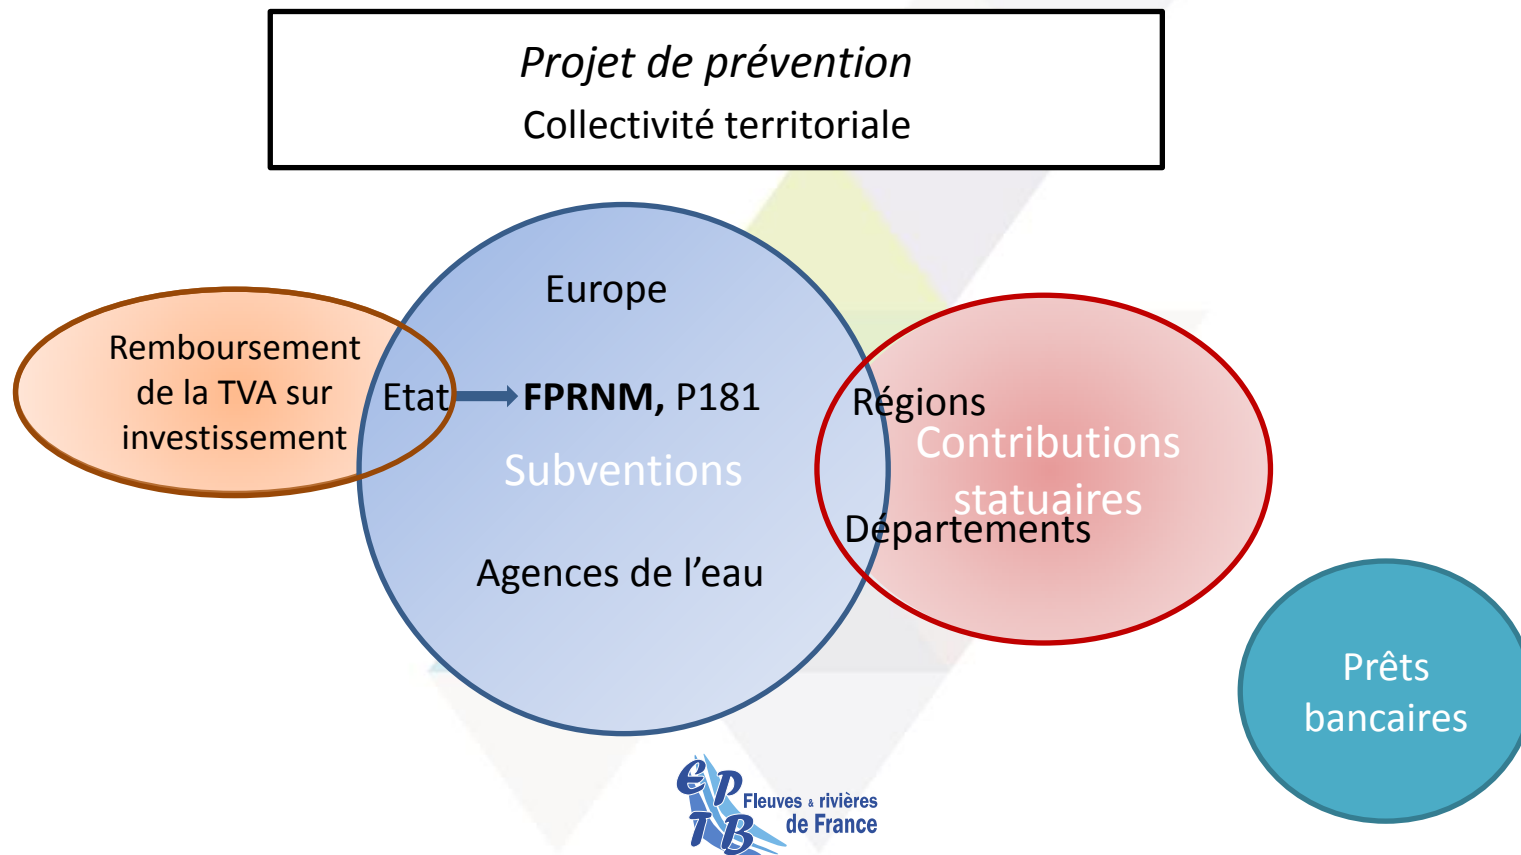 Projet de prévention
Collectivité territoriale
Europe
Remboursement
de la TVA sur
investissement
Etat
FPRNM, P181
Subventions
Agences de l’eau
Régions
Contributions
statuaires
Départements
Prêts
bancaires
EPTB
Fleuves & rivières
de France